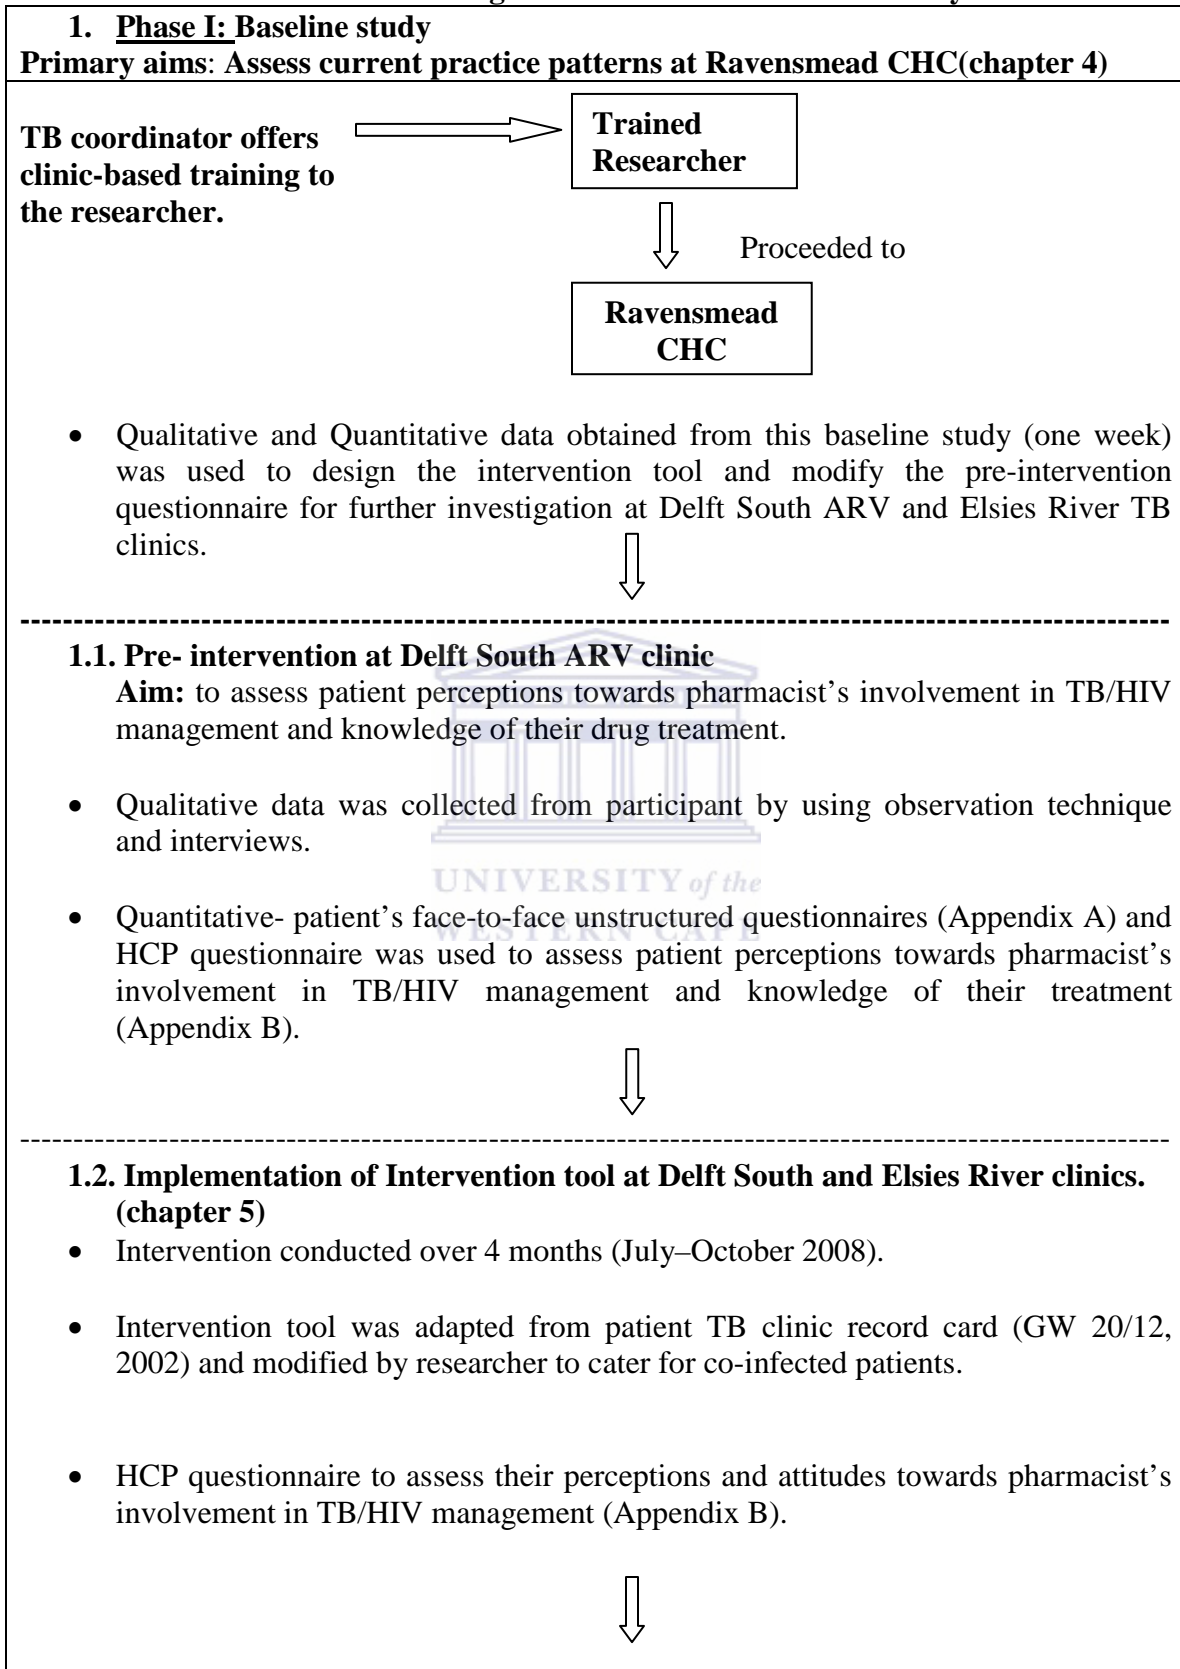 1. Phase I: Baseline study
Primary aims: Assess current practice patterns at Ravensmead CHC(chapter 4)
TB coordinator offers
clinic-based training to
the researcher.
Trained
Researcher
Proceeded to
Ravensmead
CHC
• Qualitative and Quantitative data obtained from this baseline study (one week)
was used to design the intervention tool and modify the pre-intervention
questionnaire for further investigation at Delft South ARV and Elsies River TB
clinics.
1.1. Pre- intervention at Delft South ARV clinic
Aim: to assess patient perceptions towards pharmacist's involvement in TB/HIV
management and knowledge of their drug treatment.
• Qualitative data was collected from participant by using observation technique
and interviews.
UNIVERSITY of the
WESTERN CAPE
• Quantitative- patient's face-to-face unstructured questionnaires (Appendix A) and
HCP questionnaire was used to assess patient perceptions towards pharmacist's
involvement in TB/HIV management and knowledge of their treatment
(Appendix B).
1.2. Implementation of Intervention tool at Delft South and Elsies River clinics.
(chapter 5)
• Intervention conducted over 4 months (July–October 2008).
• Intervention tool was adapted from patient TB clinic record card (GW 20/12,
2002) and modified by researcher to cater for co-infected patients.
• HCP questionnaire to assess their perceptions and attitudes towards pharmacist's
involvement in TB/HIV management (Appendix B).